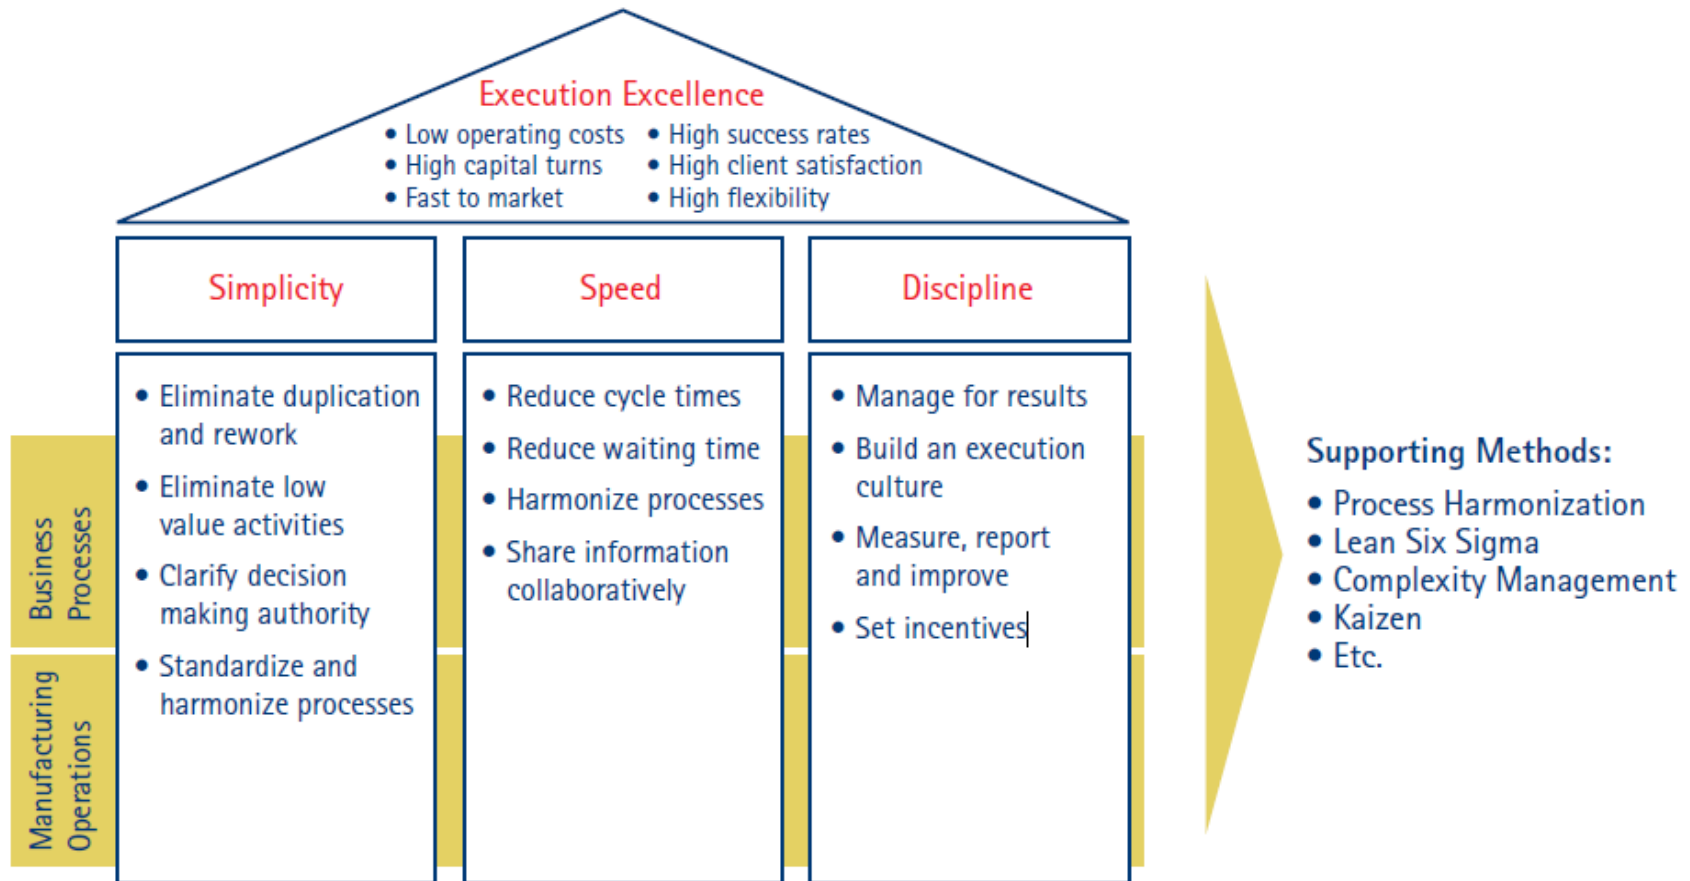 Execution Excellence
• Low operating costs
• High capital turns
• Fast to market
• High success rates
• High client satisfaction
• High flexibility
Simplicity
• Eliminate duplication
and rework
• Eliminate low
value activities
• Clarify decision
making authority
• Standardize and
harmonize processes
Speed
• Reduce cycle times
• Reduce waiting time
• Harmonize processes
• Share information
collaboratively
Discipline
• Manage for results
• Build an execution
culture
• Measure, report
and improve
• Set incentives
Business
Processes
Manufacturing
Operations
Supporting Methods:
• Process Harmonization
• Lean Six Sigma
• Complexity Management
• Kaizen
• Etc.